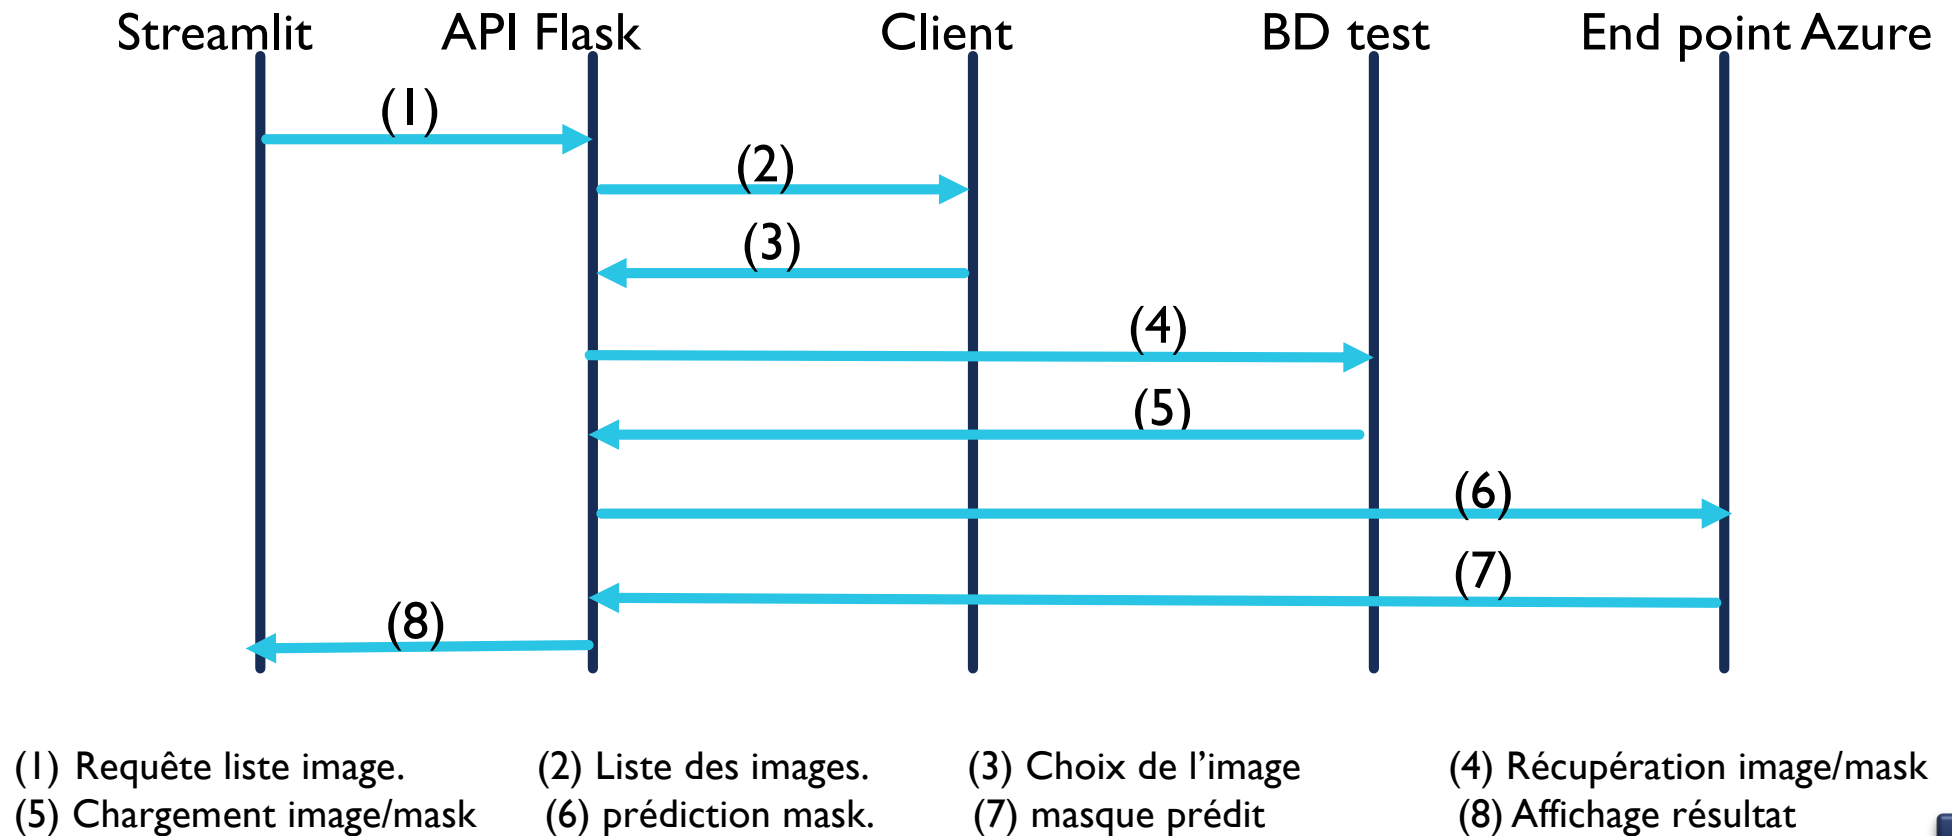 Streamlit API Flask Client BD test End point Azure
(1)
(2)
(3)
(4)
(5)
(6)
(7)
(8)
(1) Requête liste image. (2) Liste des images. (3) Choix de l’image (4) Récupération image/mask
(5) Chargement image/mask (6) prédiction mask. (7) masque prédit (8) Affichage résultat